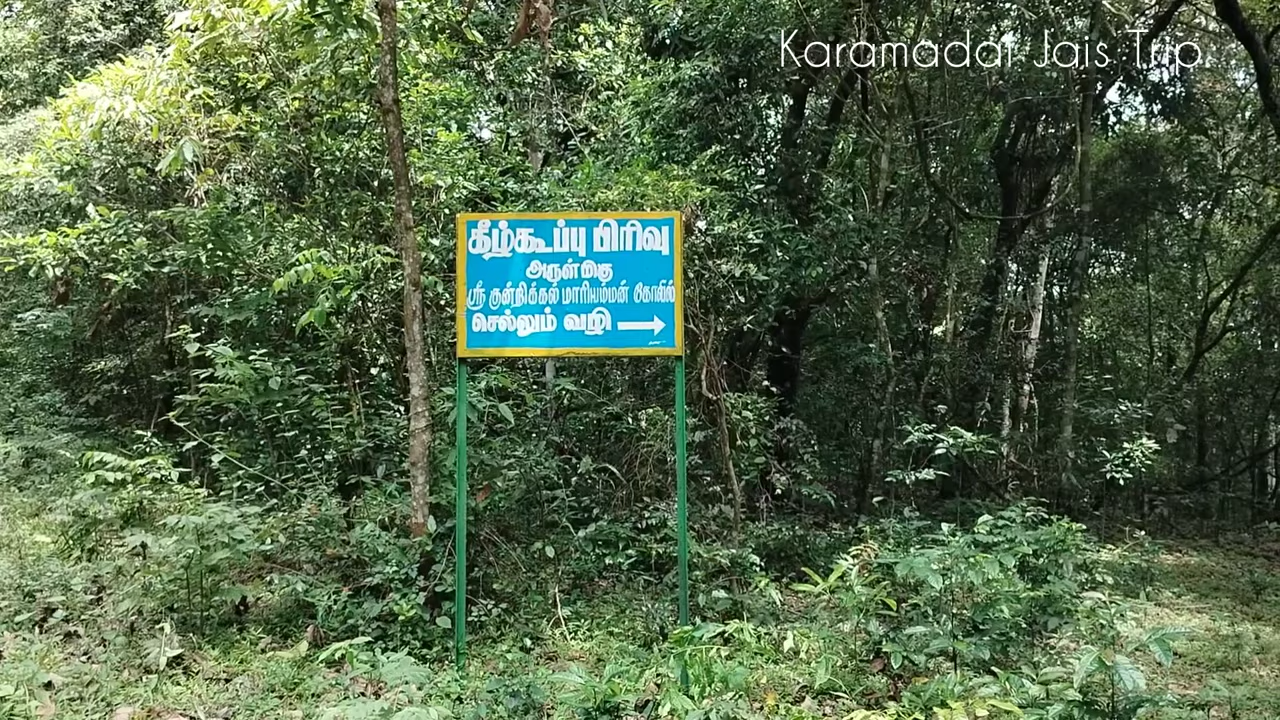 Karamadai Jais Trip
கீழ்கூப்பு பிரிவு
அருள்மிகு
ஸ்ரீ குன்நிக்கல் மாரியம்மன் கோவில்
செல்லும் வழி